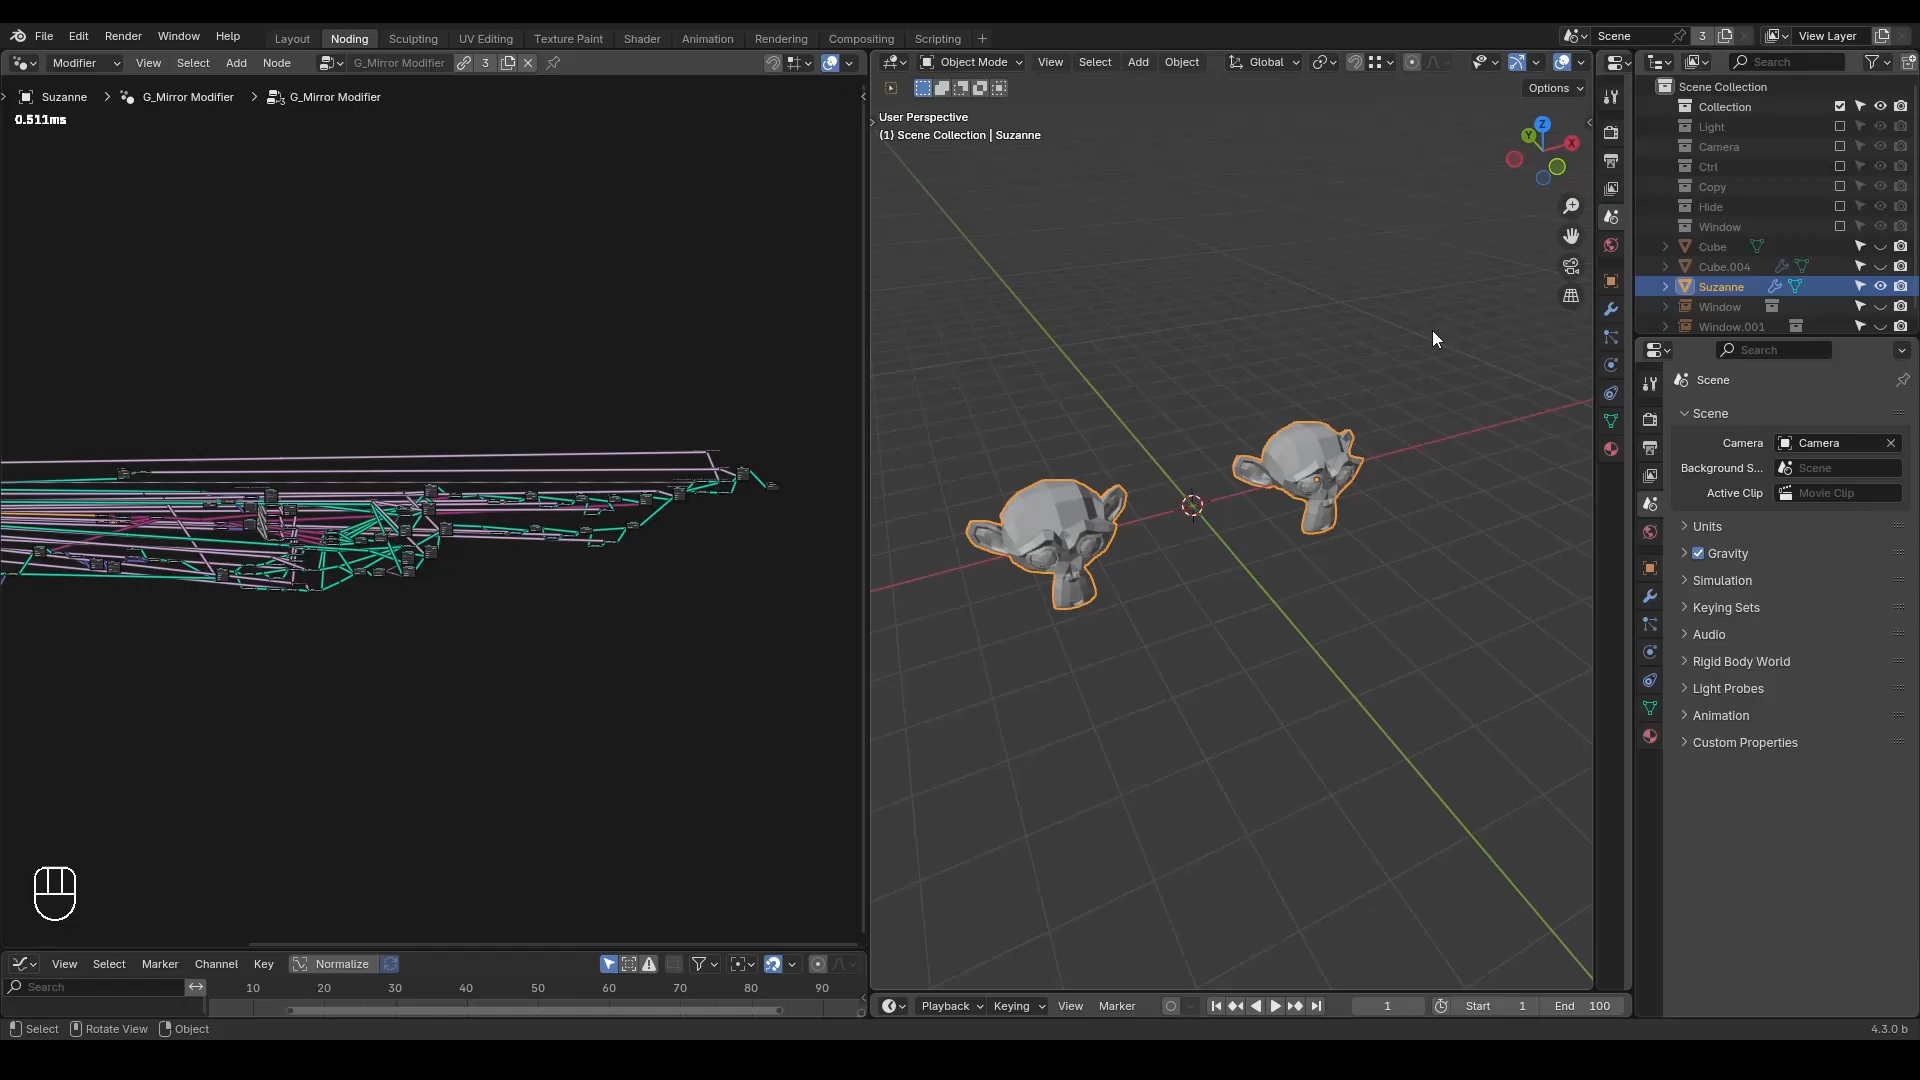 File Edit Render Window Help Layout Noding Sculpting UV Editing Texture Paint Shader Animation Rendering Compositing Scripting Scene 3 View Layer
Modifier View Select Add Node G_Mirror Modifier 3
Object Mode View Select Add Object Global
Search
Suzanne G_Mirror Modifier G_Mirror Modifier
0.511ms
Options
User Perspective
(1) Scene Collection | Suzanne
Z
Y
X
Scene Collection
Collection
Light
Camera
Ctrl
Copy
Hide
Window
Cube
Cube.004
Suzanne
Window
Window.001
Search
Scene
Scene
Camera Camera
Background S... Scene
Active Clip Movie Clip
Units
Gravity
Simulation
Keying Sets
Audio
Rigid Body World
Light Probes
Animation
Custom Properties
View Select Marker Channel Key Normalize
Search 10 20 30 40 50 60 70 80 90
Playback Keying View Marker 1 Start 1 End 100
Select Rotate View Object 4.3.0 b